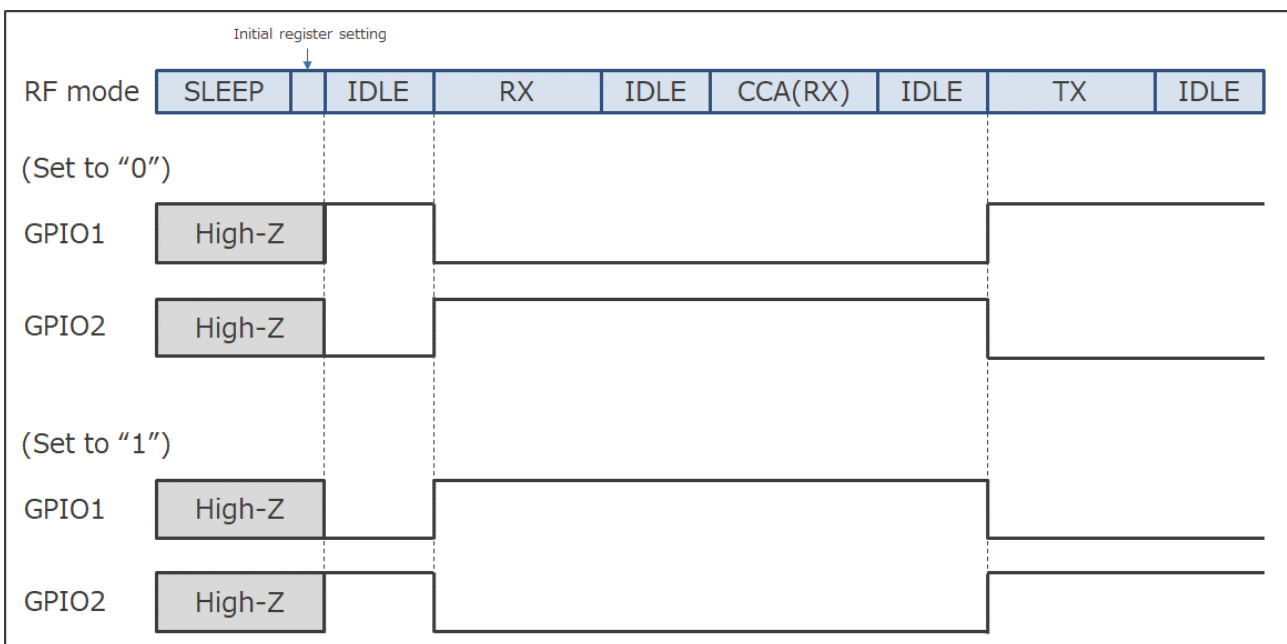 Initial register setting
RF mode SLEEP IDLE RX IDLE CCA(RX) IDLE TX IDLE
(Set to “0”)
GPIO1 High-Z
GPIO2 High-Z
(Set to “1”)
GPIO1 High-Z
GPIO2 High-Z